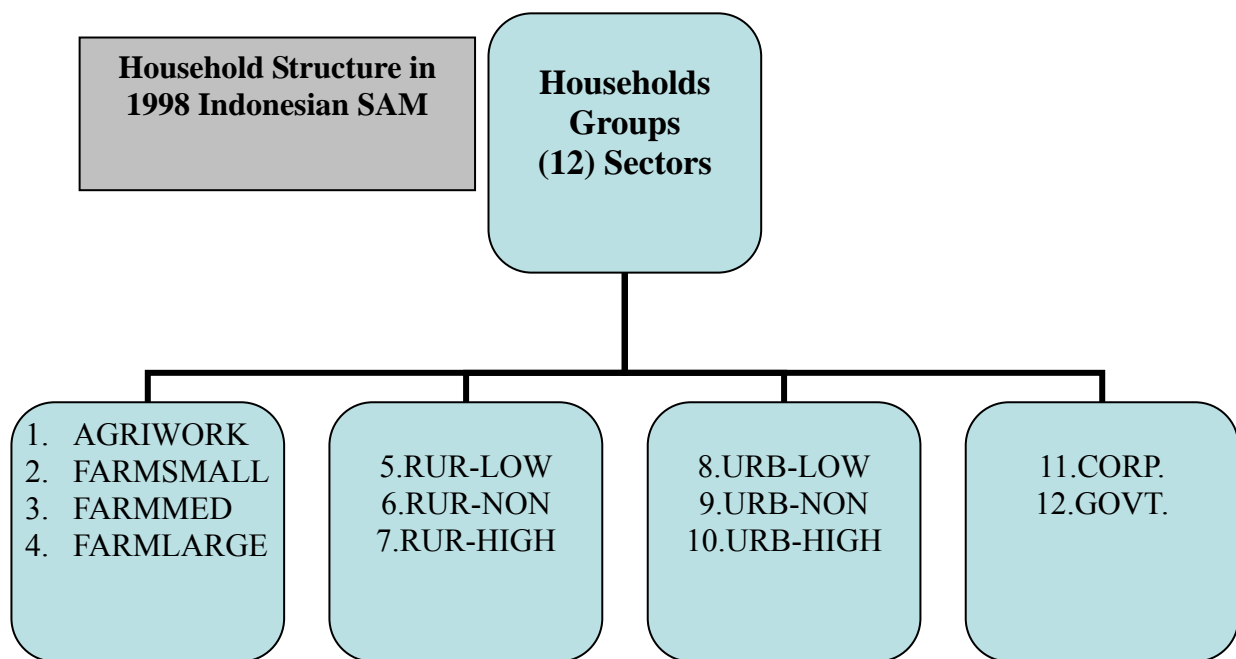 Household Structure in
1998 Indonesian SAM
Households
Groups
(12) Sectors
1. AGRIWORK
2. FARMSMALL
3. FARMMED
4. FARMLARGE
5.RUR-LOW
6.RUR-NON
7.RUR-HIGH
8.URB-LOW
9.URB-NON
10.URB-HIGH
11.CORP.
12.GOVT.